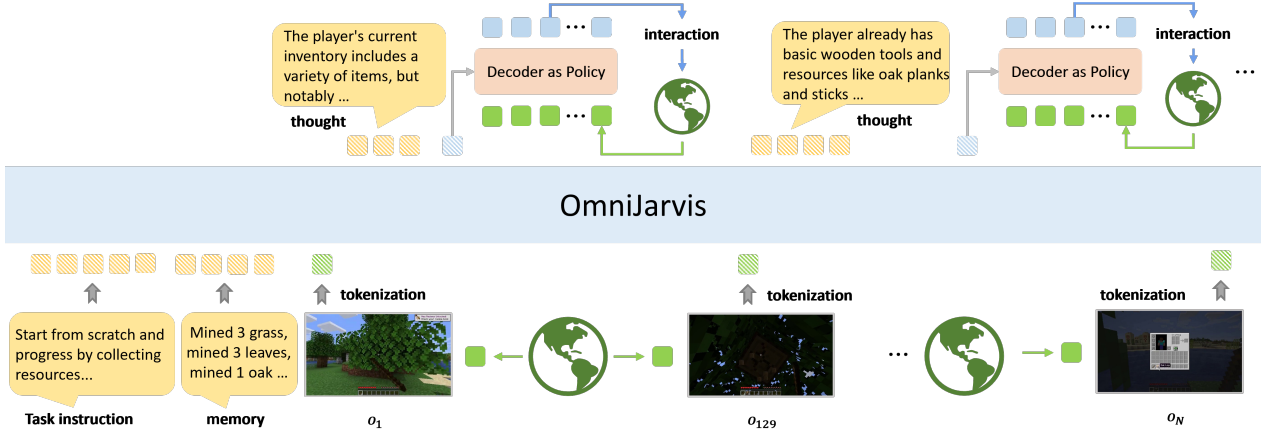 The player's current
inventory includes a
variety of items, but
notably ...
thought
Decoder as Policy
interaction
The player already has
basic wooden tools and
resources like oak planks
and sticks ...
thought
Decoder as Policy
interaction
...
OmniJarvis
tokenization
tokenization
tokenization
Start from scratch and
progress by collecting
resources...
Task instruction
Mined 3 grass,
mined 3 leaves,
mined 1 oak ...
memory
o1
...
o129
oN